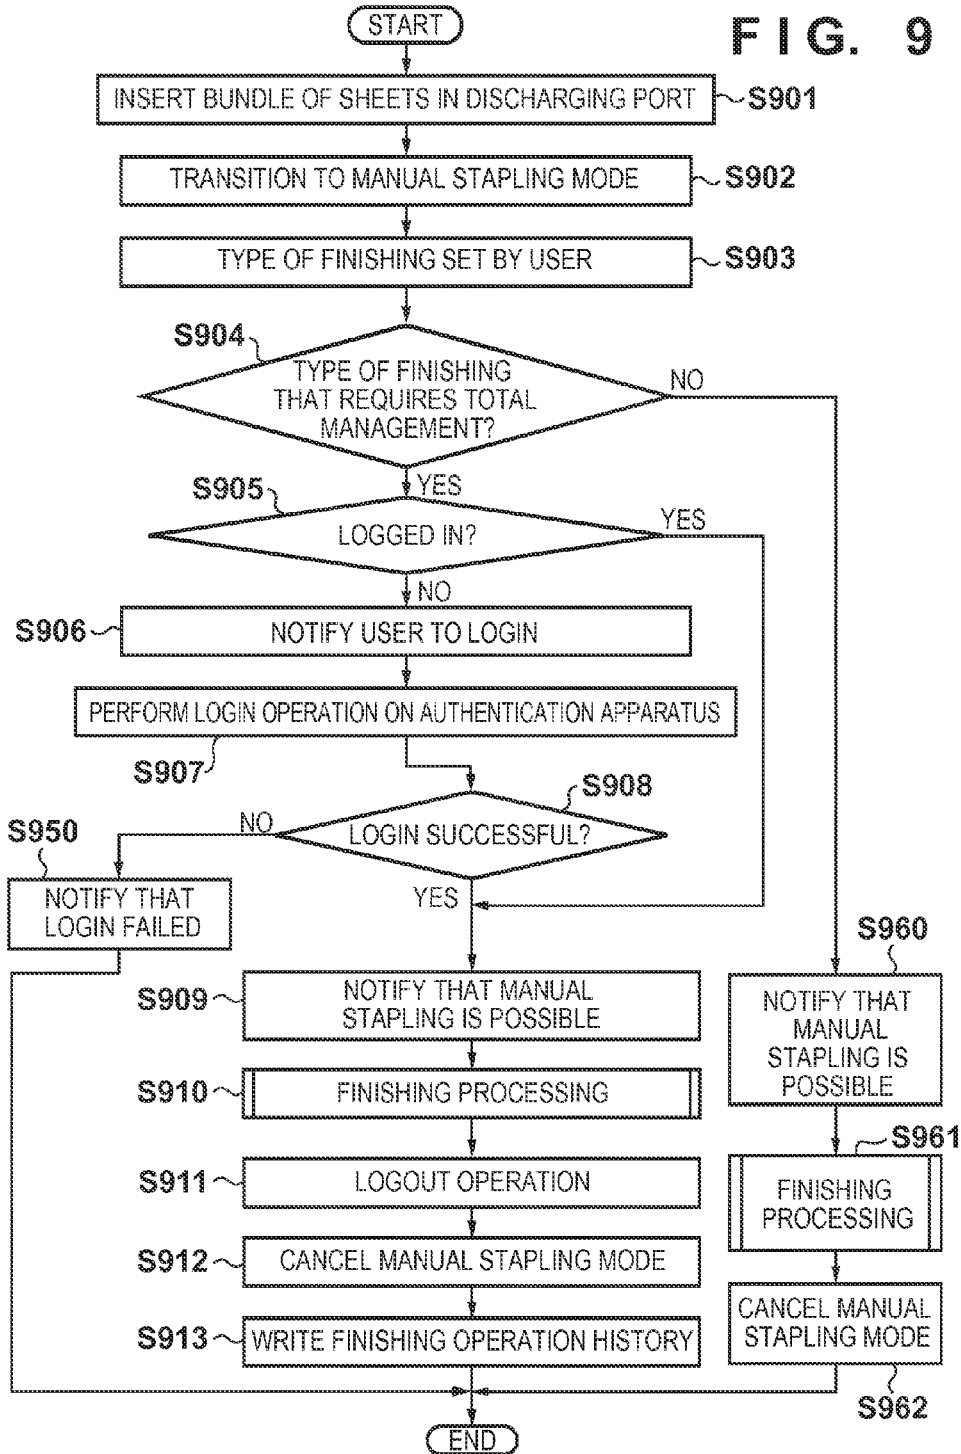 FIG. 9
START
INSERT BUNDLE OF SHEETS IN DISCHARGING PORT
S901
TRANSITION TO MANUAL STAPLING MODE
S902
TYPE OF FINISHING SET BY USER
S903
S904
TYPE OF FINISHING
THAT REQUIRES TOTAL
MANAGEMENT?
NO
YES
S905
LOGGED IN?
YES
NO
S906
NOTIFY USER TO LOGIN
PERFORM LOGIN OPERATION ON AUTHENTICATION APPARATUS
S907
S908
LOGIN SUCCESSFUL?
NO
YES
S950
NOTIFY THAT
LOGIN FAILED
S909
NOTIFY THAT MANUAL
STAPLING IS POSSIBLE
S910
FINISHING PROCESSING
S911
LOGOUT OPERATION
S912
CANCEL MANUAL STAPLING MODE
S913
WRITE FINISHING OPERATION HISTORY
S960
NOTIFY THAT
MANUAL
STAPLING IS
POSSIBLE
S961
FINISHING
PROCESSING
CANCEL MANUAL
STAPLING MODE
S962
END